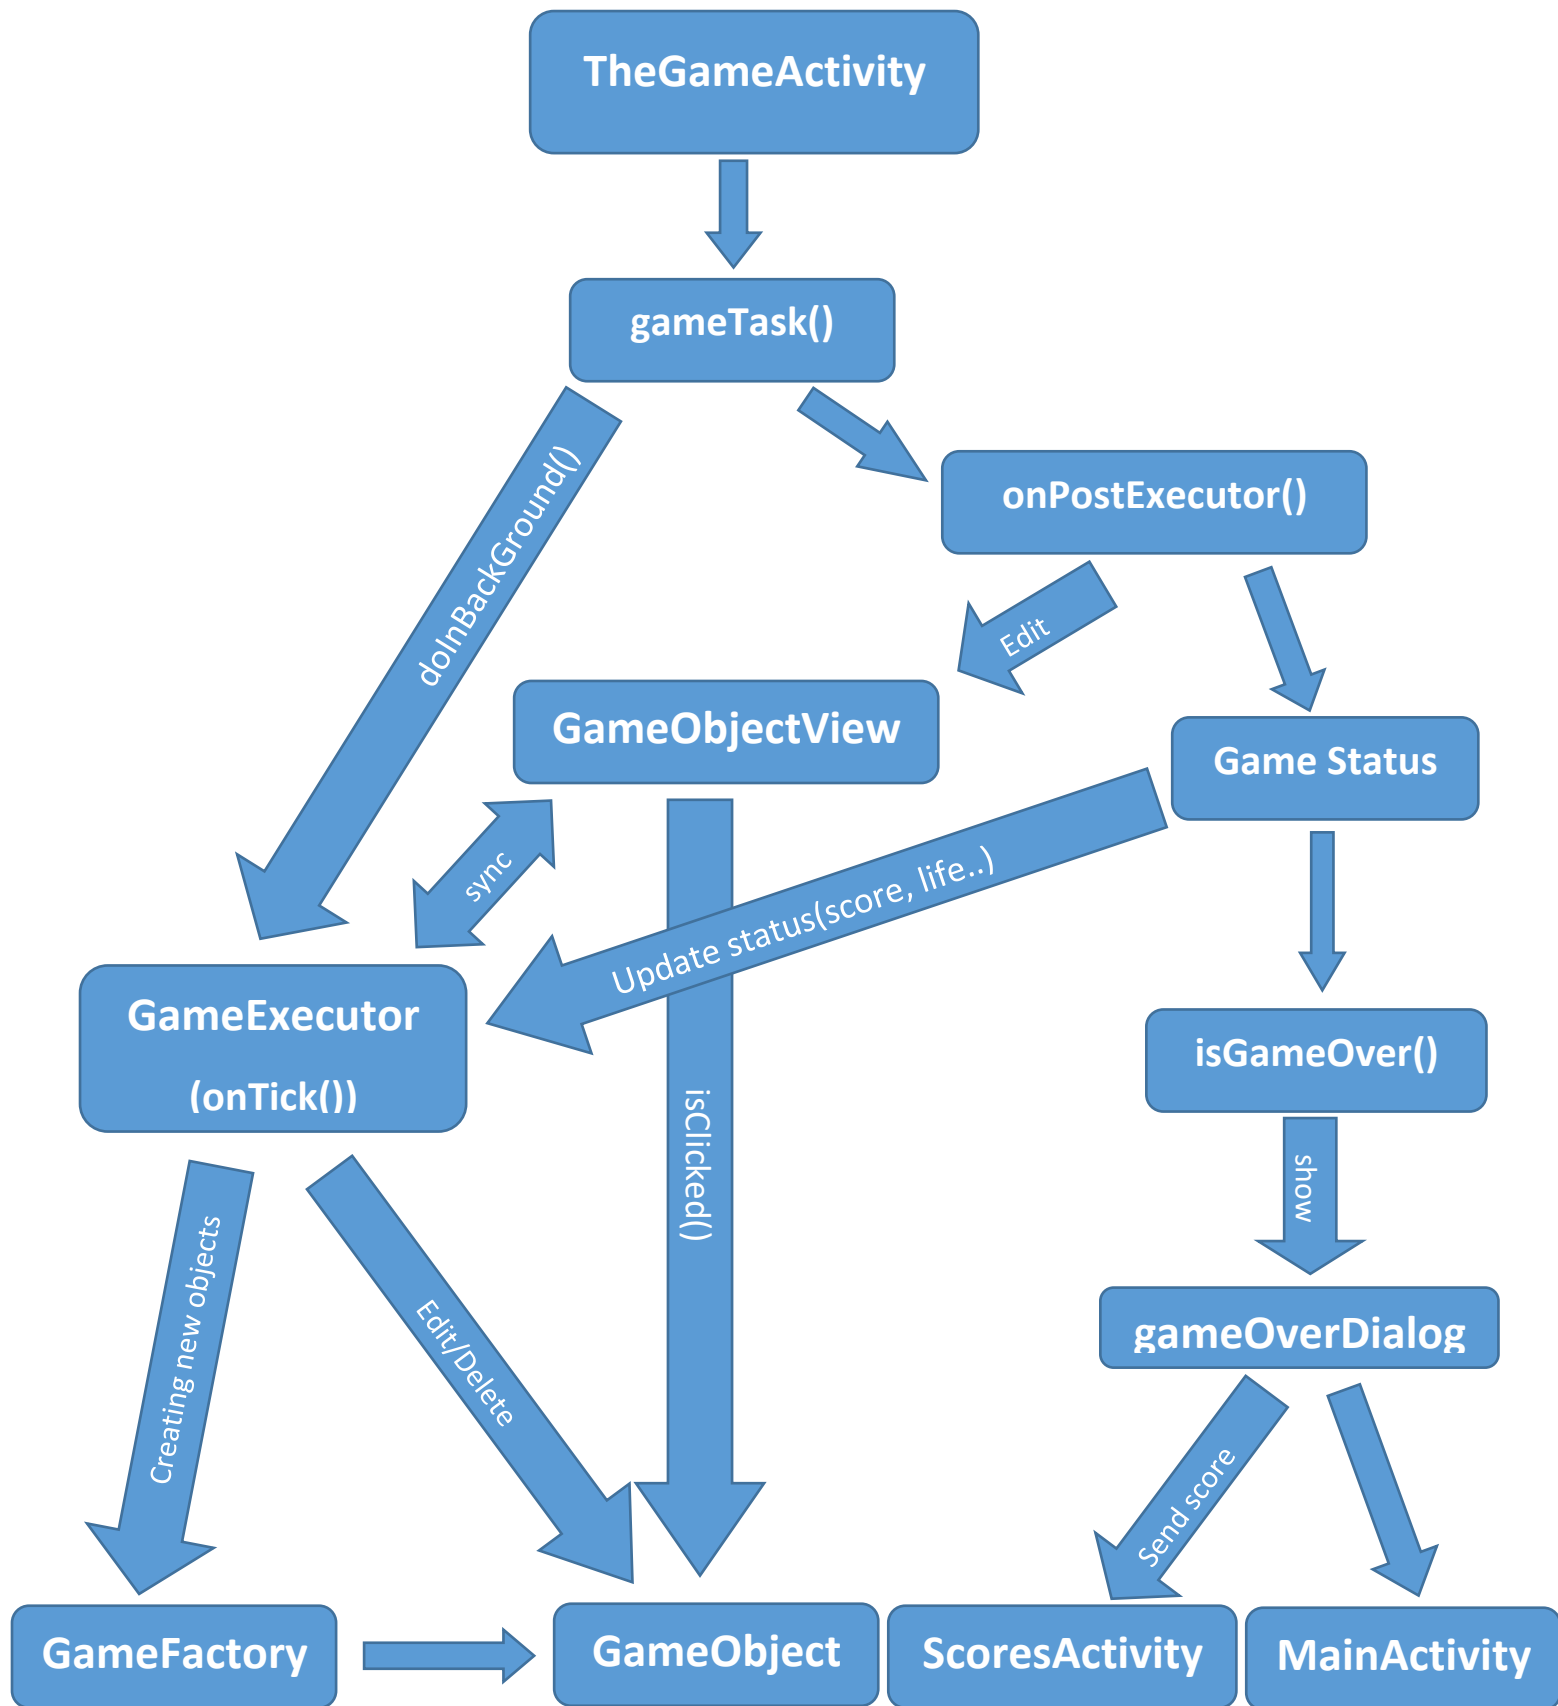 TheGameActivity
gameTask()
doInBackGround()
onPostExecutor()
Edit
GameObjectView
Game Status
sync
Update status(score, life..)
GameExecutor
(onTick())
isGameOver()
isClicked()
show
Creating new objects
Edit/Delete
gameOverDialog
Send score
GameFactory
GameObject
ScoresActivity
MainActivity